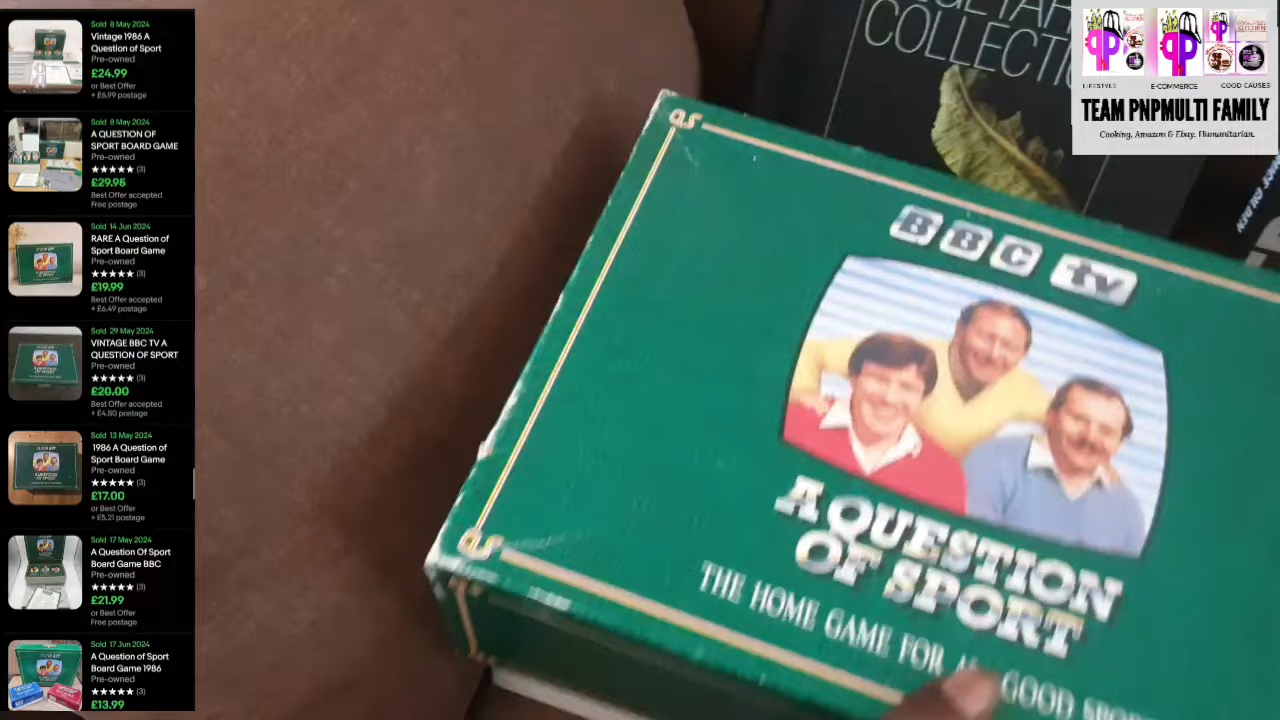 Sold 8 May 2024
Vintage 1986 A
Question of Sport
Pre-owned
£24.99
or Best Offer
+ £6.99 postage
Sold 8 May 2024
A QUESTION OF
SPORT BOARD GAME
Pre-owned
★★★★★ (3)
£29.95
Best Offer accepted
Free postage
Sold 14 Jun 2024
RARE A Question of
Sport Board Game
Pre-owned
★★★★★ (3)
£19.99
Best Offer accepted
+ £6.49 postage
Sold 29 May 2024
VINTAGE BBC TV A
QUESTION OF SPORT
Pre-owned
★★★★★ (3)
£20.00
Best Offer accepted
+ £4.50 postage
Sold 13 May 2024
1986 A Question of
Sport Board Game
Pre-owned
★★★★★ (3)
£17.00
or Best Offer
+ £5.21 postage
Sold 17 May 2024
A Question Of Sport
Board Game BBC
Pre-owned
★★★★★ (3)
£21.99
or Best Offer
Free postage
Sold 17 Jun 2024
A Question of Sport
Board Game 1986
Pre-owned
★★★★★ (3)
£13.99
COLLECTI
QS
BBC tv
A QUESTION
OF SPORT
THE HOME GAME FOR GOOD
QS
LIFESTYLE E-COMMERCE GOOD CAUSES
TEAM PNPMULTI FAMILY
Cooking, Amazon & Ebay. Humanitarian.